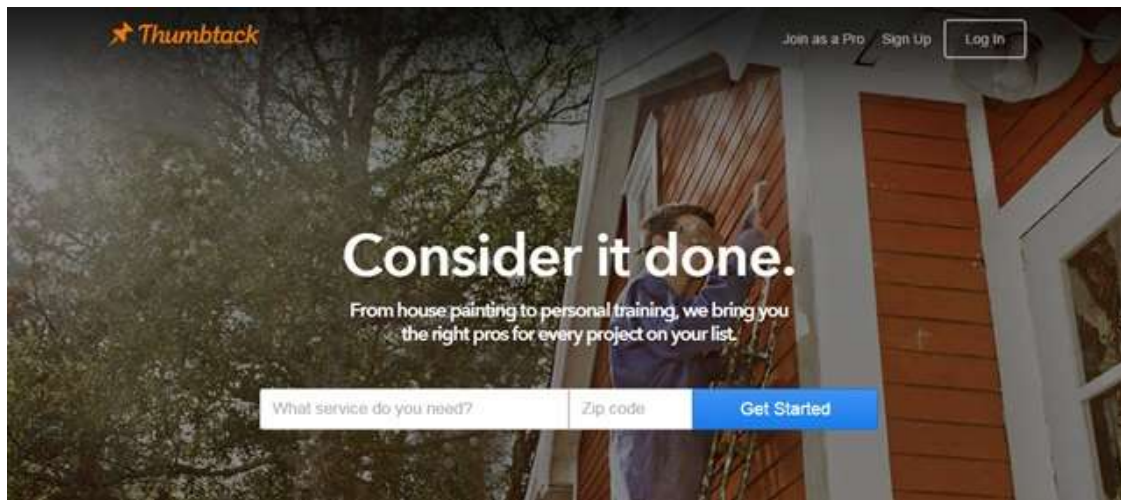 Thumbtack
Join as a Pro Sign Up Log In
Consider it done.
From house painting to personal training, we bring you
the right pros for every project on your list.
What service do you need? Zip code Get Started